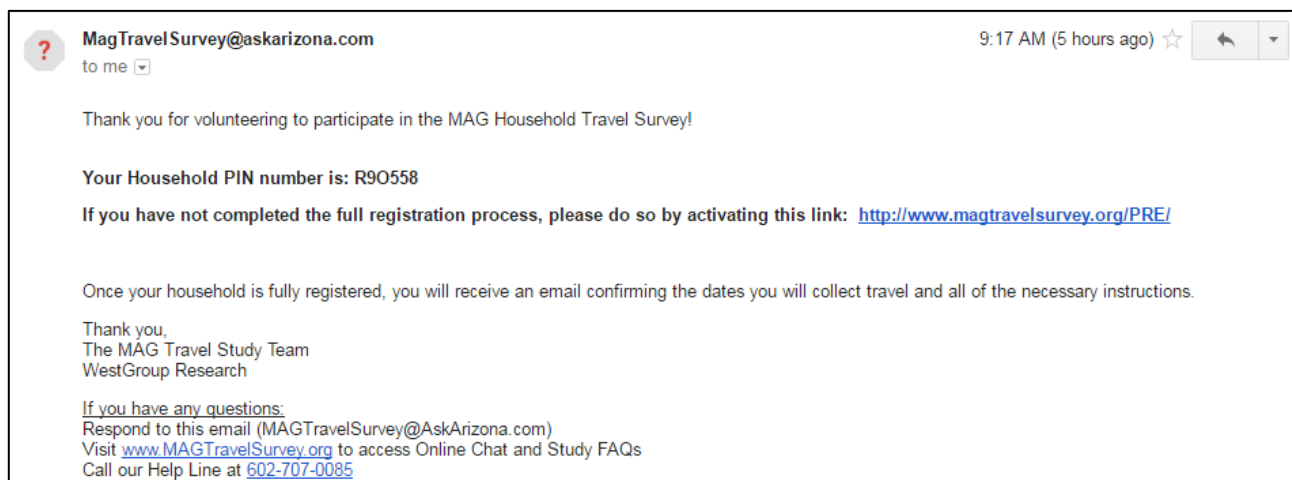 ?
MagTravelSurvey@askarizona.com
9:17 AM (5 hours ago)
to me
Thank you for volunteering to participate in the MAG Household Travel Survey!
Your Household PIN number is: R9O558
If you have not completed the full registration process, please do so by activating this link: http://www.magtravelsurvey.org/PRE/
Once your household is fully registered, you will receive an email confirming the dates you will collect travel and all of the necessary instructions.
Thank you,
The MAG Travel Study Team
WestGroup Research
If you have any questions:
Respond to this email (MAGTravelSurvey@AskArizona.com)
Visit www.MAGTravelSurvey.org to access Online Chat and Study FAQs
Call our Help Line at 602-707-0085